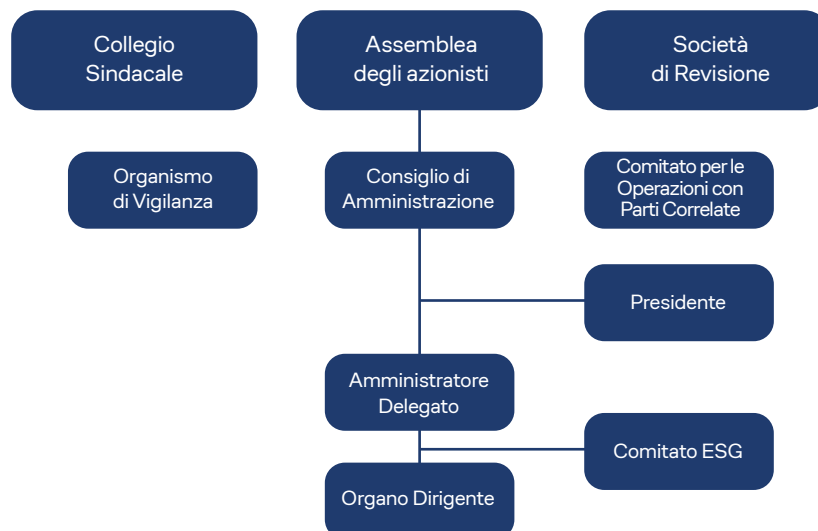 Collegio
Sindacale
Assemblea
degli azionisti
Società
di Revisione
Organismo
di Vigilanza
Consiglio di
Amministrazione
Comitato per le
Operazioni con
Parti Correlate
Presidente
Amministratore
Delegato
Comitato ESG
Organo Dirigente